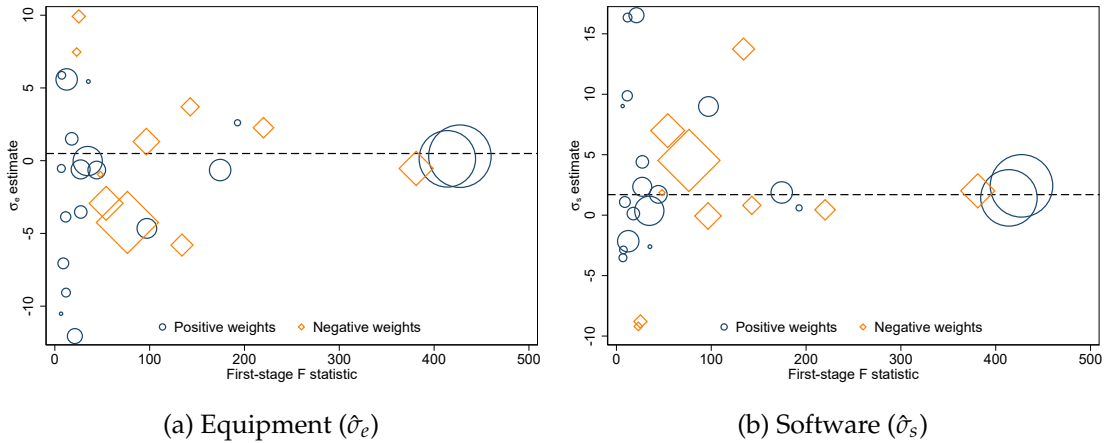 10
5
0
-5
-10
σe estimate
0
100
200
300
400
500
First-stage F statistic
Positive weights
Negative weights
(a) Equipment (σ̂e)
15
10
5
0
-5
-10
σs estimate
0
100
200
300
400
500
First-stage F statistic
Positive weights
Negative weights
(b) Software (σ̂s)